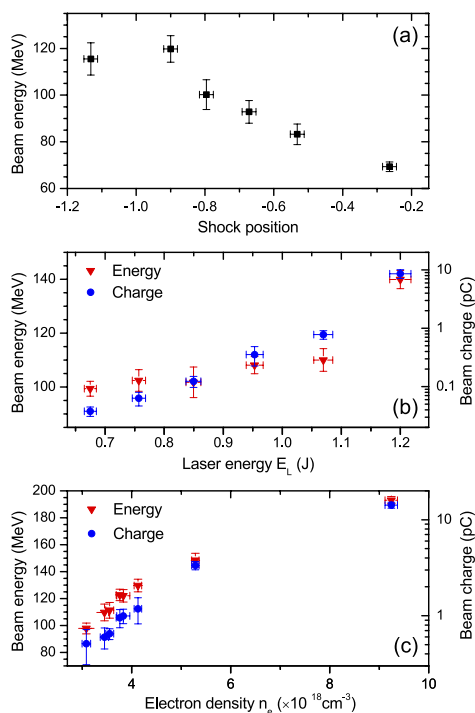 (a)
Beam energy (MeV)
120
100
80
60
-1.2 -1.0 -0.8 -0.6 -0.4 -0.2
Shock position
Energy
Charge
(b)
Beam energy (MeV)
140
120
100
Beam charge (pC)
10
1
0.1
0.7 0.8 0.9 1.0 1.1 1.2
Laser energy E_L (J)
Energy
Charge
(c)
Beam energy (MeV)
200
180
160
140
120
100
80
Beam charge (pC)
10
1
4 6 8 10
Electron density n_e (×10^18cm^-3)